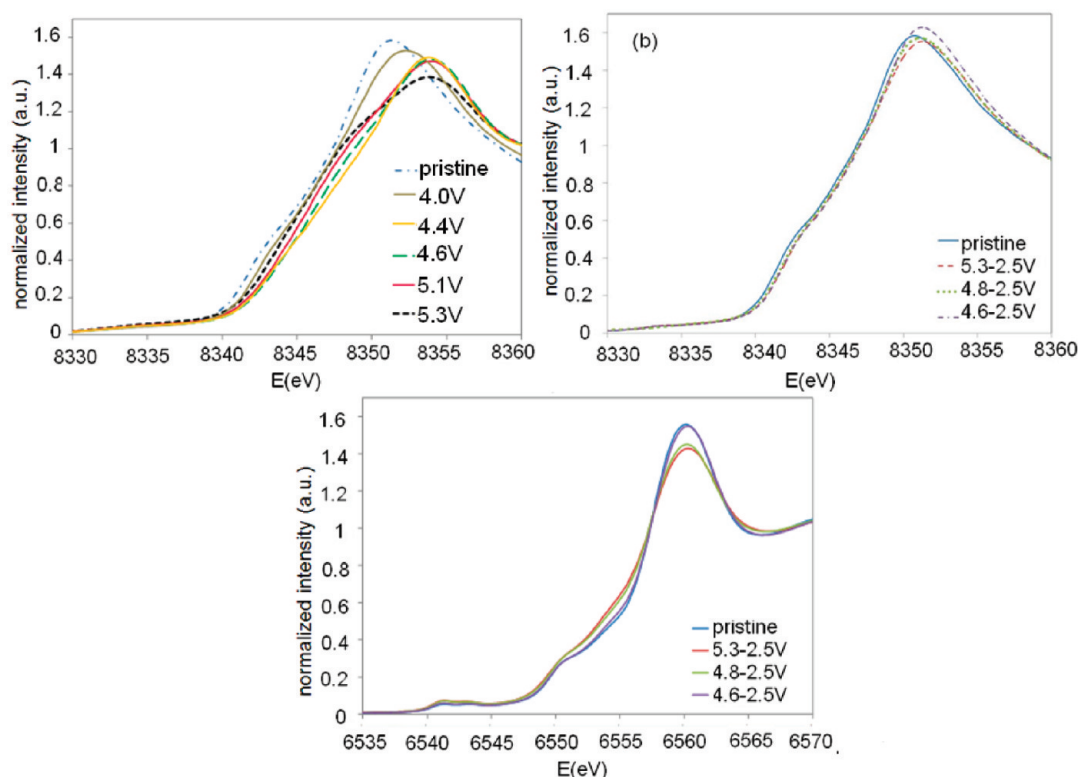 normalized intensity (a.u.)
1.6
1.4
1.2
1
0.8
0.6
0.4
0.2
0
8330 8335 8340 8345 8350 8355 8360
E(eV)
pristine
4.0V
4.4V
4.6V
5.1V
5.3V
(b)
normalized intensity (a.u.)
1.6
1.4
1.2
1
0.8
0.6
0.4
0.2
0
8330 8335 8340 8345 8350 8355 8360
E(eV)
pristine
5.3-2.5V
4.8-2.5V
4.6-2.5V
normalized intensity (a.u.)
1.6
1.4
1.2
1
0.8
0.6
0.4
0.2
0
6535 6540 6545 6550 6555 6560 6565 6570
E(eV)
pristine
5.3-2.5V
4.8-2.5V
4.6-2.5V